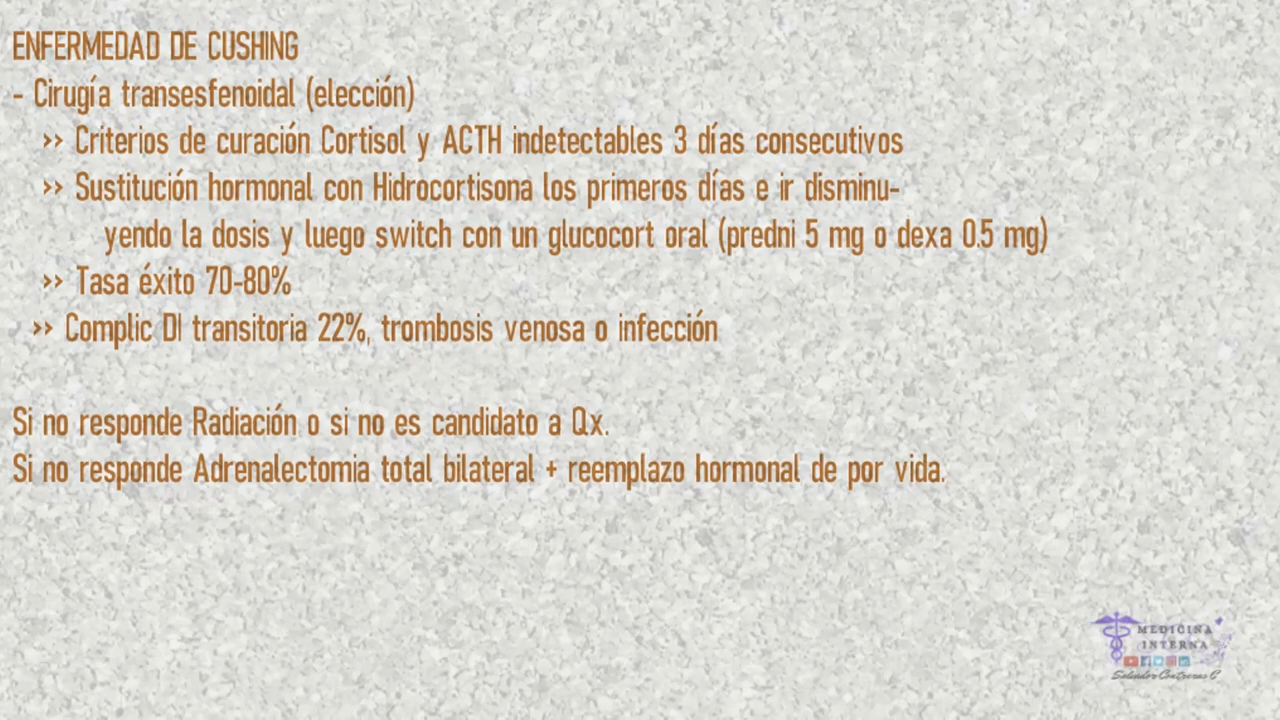 ENFERMEDAD DE CUSHING
- Cirugía transesfenoidal (elección)
>> Criterios de curación Cortisol y ACTH indetectables 3 días consecutivos
>> Sustitución hormonal con Hidrocortisona los primeros días e ir disminu-
yendo la dosis y luego switch con un glucocort oral (predni 5 mg o dexa 0.5 mg)
>> Tasa éxito 70-80%
>> Complic DI transitoria 22%, trombosis venosa o infección
Si no responde Radiación o si no es candidato a Qx.
Si no responde Adrenalectomia total bilateral + reemplazo hormonal de por vida.
MEDICINA
INTERNA
Salvador Contreras C